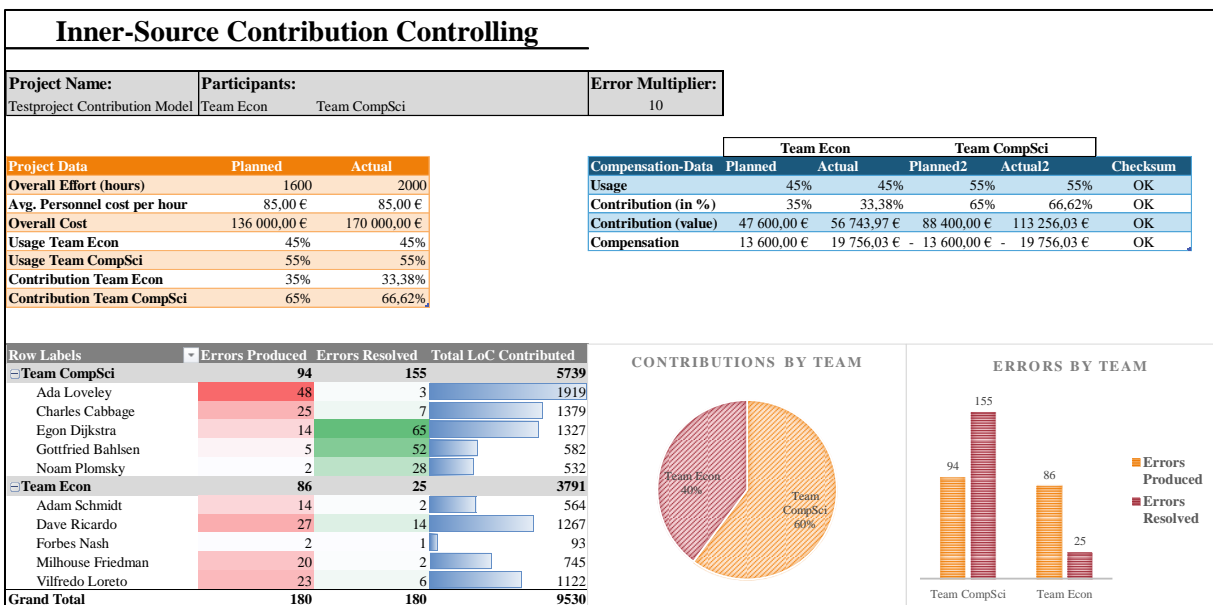 Inner-Source Contribution Controlling
Project Name: Participants: Error Multiplier:
Testproject Contribution Model Team Econ Team CompSci 10
Team Econ Team CompSci
Project Data Planned Actual
Overall Effort (hours) 1600 2000
Avg. Personnel cost per hour 85,00 € 85,00 €
Overall Cost 136 000,00 € 170 000,00 €
Usage Team Econ 45% 45%
Usage Team CompSci 55% 55%
Contribution Team Econ 35% 33,38%
Contribution Team CompSci 65% 66,62%
Compensation-Data Planned Actual Planned2 Actual2 Checksum
Usage 45% 45% 55% 55% OK
Contribution (in %) 35% 33,38% 65% 66,62% OK
Contribution (value) 47 600,00 € 56 743,97 € 88 400,00 € 113 256,03 € OK
Compensation 13 600,00 € 19 756,03 € - 13 600,00 € - 19 756,03 € OK
Row Labels Errors Produced Errors Resolved Total LoC Contributed
Team CompSci 94 155 5739
Ada Loveley 48 3 1919
Charles Cabbage 25 7 1379
Egon Dijkstra 14 65 1327
Gottfried Bahlsen 5 52 582
Noam Plomsky 2 28 532
Team Econ 86 25 3791
Adam Schmidt 14 2 564
Dave Ricardo 27 14 1267
Forbes Nash 2 1 93
Milhouse Friedman 20 2 745
Vilfredo Loreto 23 6 1122
Grand Total 180 180 9530
CONTRIBUTIONS BY TEAM
Team Econ
40%
Team
CompSci
60%
ERRORS BY TEAM
155
94
86
25
Team CompSci Team Econ
Errors
Produced
Errors
Resolved